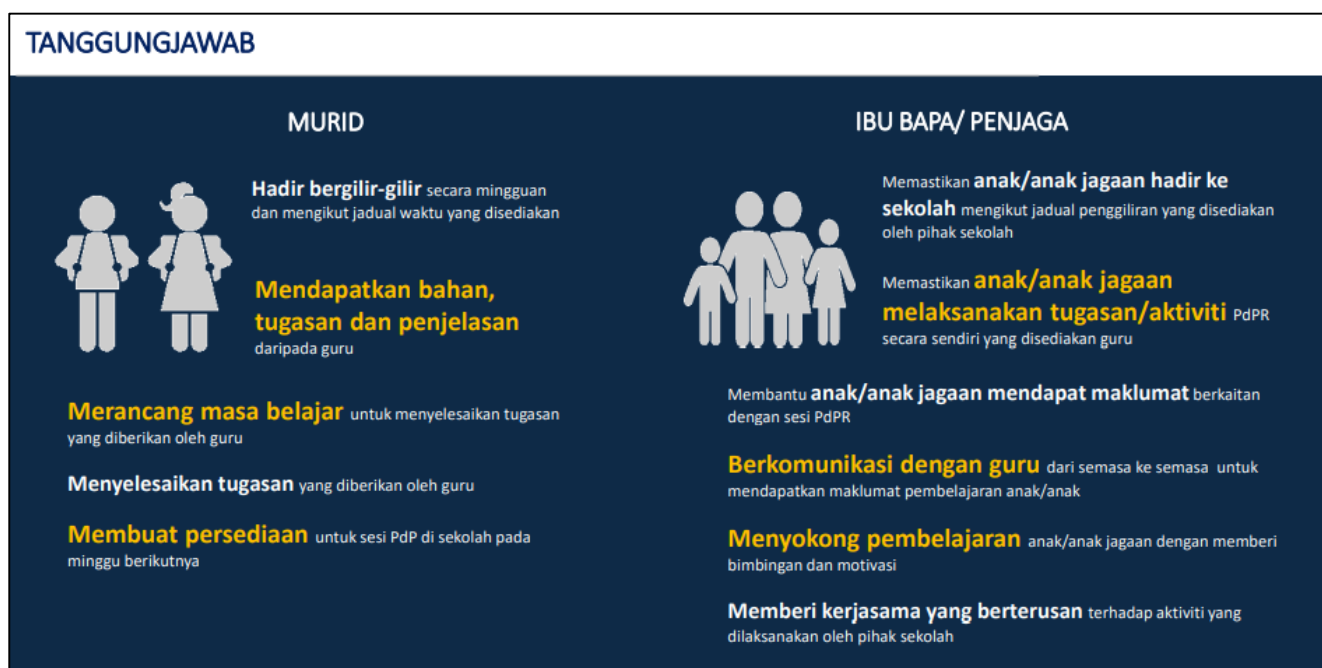 TANGGUNGJAWAB
MURID
Hadir bergilir-gilir secara mingguan
dan mengikut jadual waktu yang disediakan
Mendapatkan bahan,
tugasan dan penjelasan
daripada guru
Merancang masa belajar untuk menyelesaikan tugasan
yang diberikan oleh guru
Menyelesaikan tugasan yang diberikan oleh guru
Membuat persediaan untuk sesi PdP di sekolah pada
minggu berikutnya
IBU BAPA/ PENJAGA
Memastikan anak/anak jagaan hadir ke
sekolah mengikut jadual penggiliran yang disediakan
oleh pihak sekolah
Memastikan anak/anak jagaan
melaksanakan tugasan/aktiviti PdPR
secara sendiri yang disediakan guru
Membantu anak/anak jagaan mendapat maklumat berkaitan
dengan sesi PdPR
Berkomunikasi dengan guru dari semasa ke semasa untuk
mendapatkan maklumat pembelajaran anak/anak
Menyokong pembelajaran anak/anak jagaan dengan memberi
bimbingan dan motivasi
Memberi kerjasama yang berterusan terhadap aktiviti yang
dilaksanakan oleh pihak sekolah